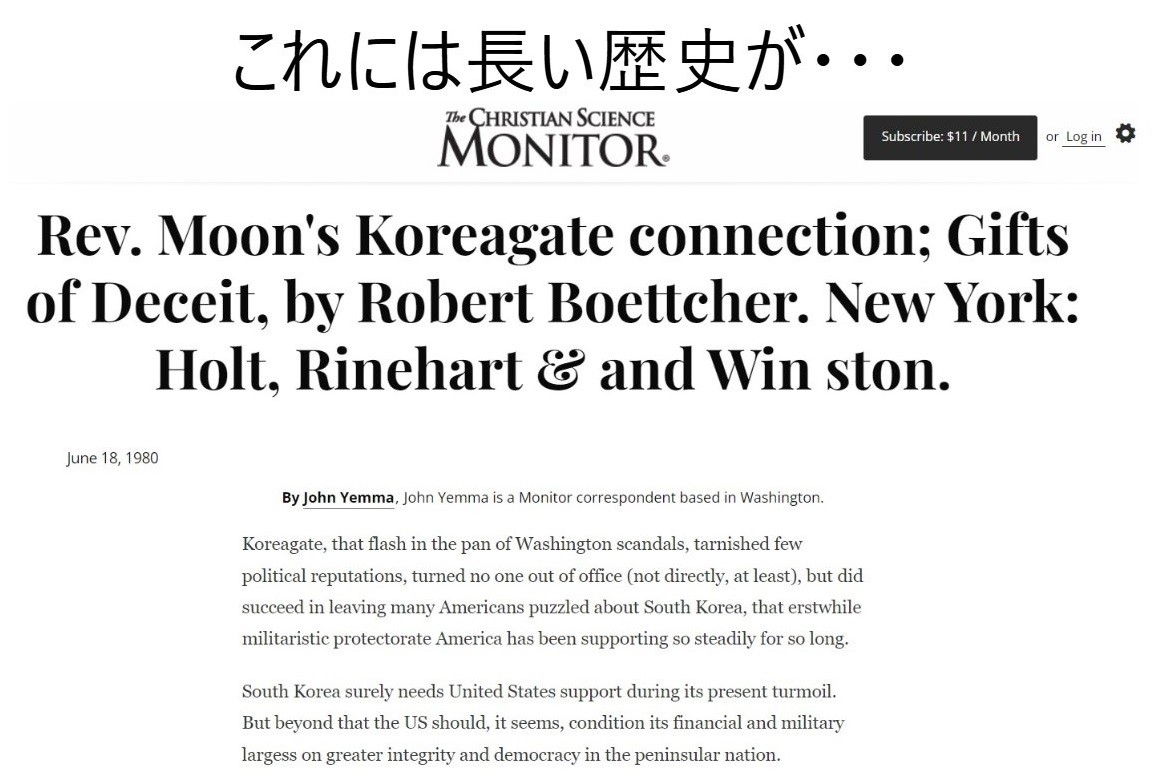 これには長い歴史が・・・
The CHRISTIAN SCIENCE
MONITOR®
Subscribe: $11 / Month or Log in
Rev. Moon's Koreagate connection; Gifts
of Deceit, by Robert Boettcher. New York:
Holt, Rinehart & and Win ston.
June 18, 1980
By John Yemma, John Yemma is a Monitor correspondent based in Washington.
Koreagate, that flash in the pan of Washington scandals, tarnished few
political reputations, turned no one out of office (not directly, at least), but did
succeed in leaving many Americans puzzled about South Korea, that erstwhile
militaristic protectorate America has been supporting so steadily for so long.
South Korea surely needs United States support during its present turmoil.
But beyond that the US should, it seems, condition its financial and military
largess on greater integrity and democracy in the peninsular nation.